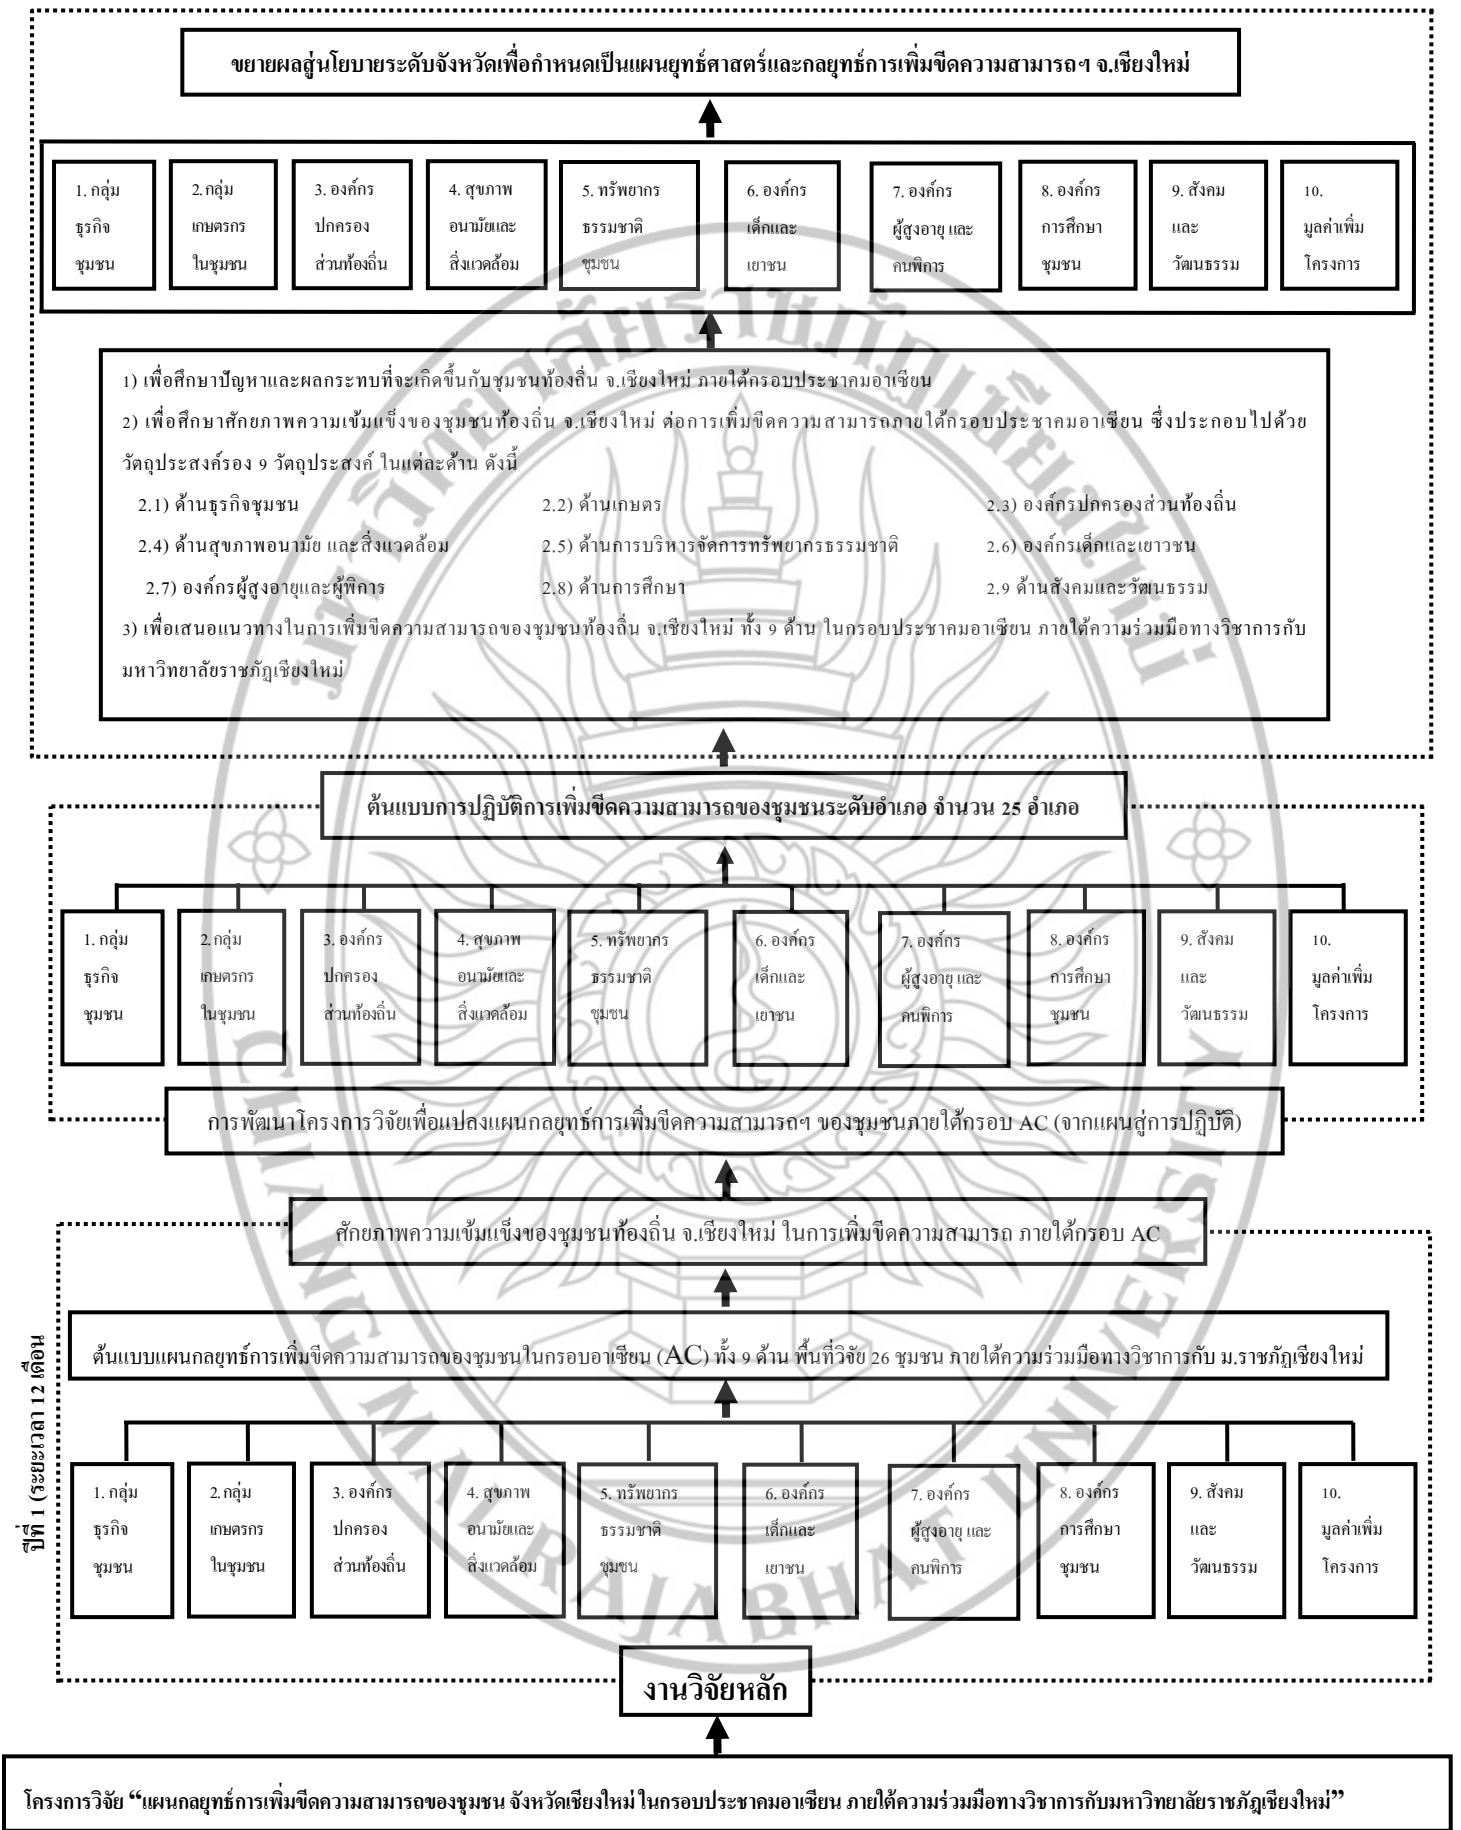 ขยายผลสู่นโยบายระดับจังหวัดเพื่อกำหนดเป็นแผนยุทธ์ศาสตร์และกลยุทธ์การเพิ่มขีดความสามารถฯ จ.เชียงใหม่
1. กลุ่ม
ธุรกิจ
ชุมชน
2. กลุ่ม
เกษตรกร
ในชุมชน
3. องค์กร
ปกครอง
ส่วนท้องถิ่น
4. สุขภาพ
อนามัยและ
สิ่งแวดล้อม
5. ทรัพยากร
ธรรมชาติ
ชุมชน
6. องค์กร
เด็กและ
เยาชน
7. องค์กร
ผู้สูงอายุ และ
คนพิการ
8. องค์กร
การศึกษา
ชุมชน
9. สังคม
และ
วัฒนธรรม
10.
มูลค่าเพิ่ม
โครงการ
1) เพื่อศึกษาปัญหาและผลกระทบที่จะเกิดขึ้นกับชุมชนท้องถิ่น จ.เชียงใหม่ ภายใต้กรอบประชาคมอาเซียน
2) เพื่อศึกษาศักยภาพความเข้มแข็งของชุมชนท้องถิ่น จ.เชียงใหม่ ต่อการเพิ่มขีดความสามารถภายใต้กรอบประชาคมอาเซียน ซึ่งประกอบไปด้วย
วัตถุประสงค์รอง 9 วัตถุประสงค์ ในแต่ละด้าน ดังนี้
2.1) ด้านธุรกิจชุมชน 2.2) ด้านเกษตร 2.3) องค์กรปกครองส่วนท้องถิ่น
2.4) ด้านสุขภาพอนามัย และสิ่งแวดล้อม 2.5) ด้านการบริหารจัดการทรัพยากรธรรมชาติ 2.6) องค์กรเด็กและเยาวชน
2.7) องค์กรผู้สูงอายุและผู้พิการ 2.8) ด้านการศึกษา 2.9 ด้านสังคมและวัฒนธรรม
3) เพื่อเสนอแนวทางในการเพิ่มขีดความสามารถของชุมชนท้องถิ่น จ.เชียงใหม่ ทั้ง 9 ด้าน ในกรอบประชาคมอาเซียน ภายใต้ความร่วมมือทางวิชาการกับ
มหาวิทยาลัยราชภัฏเชียงใหม่
ต้นแบบการปฏิบัติการเพิ่มขีดความสามารถของชุมชนระดับอำเภอ จำนวน 25 อำเภอ
1. กลุ่ม
ธุรกิจ
ชุมชน
2. กลุ่ม
เกษตรกร
ในชุมชน
3. องค์กร
ปกครอง
ส่วนท้องถิ่น
4. สุขภาพ
อนามัยและ
สิ่งแวดล้อม
5. ทรัพยากร
ธรรมชาติ
ชุมชน
6. องค์กร
เด็กและ
เยาชน
7. องค์กร
ผู้สูงอายุ และ
คนพิการ
8. องค์กร
การศึกษา
ชุมชน
9. สังคม
และ
วัฒนธรรม
10.
มูลค่าเพิ่ม
โครงการ
การพัฒนาโครงการวิจัยเพื่อแปลงแผนกลยุทธ์การเพิ่มขีดความสามารถฯ ของชุมชนภายใต้กรอบ AC (จากแผนสู่การปฏิบัติ)
ศักยภาพความเข้มแข็งของชุมชนท้องถิ่น จ.เชียงใหม่ ในการเพิ่มขีดความสามารถ ภายใต้กรอบ AC
ต้นแบบแผนกลยุทธ์การเพิ่มขีดความสามารถของชุมชนในกรอบอาเซียน (AC) ทั้ง 9 ด้าน พื้นที่วิจัย 26 ชุมชน ภายใต้ความร่วมมือทางวิชาการกับ ม.ราชภัฏเชียงใหม่
ปีที่ 1 (ระยะเวลา 12 เดือน
1. กลุ่ม
ธุรกิจ
ชุมชน
2. กลุ่ม
เกษตรกร
ในชุมชน
3. องค์กร
ปกครอง
ส่วนท้องถิ่น
4. สุขภาพ
อนามัยและ
สิ่งแวดล้อม
5. ทรัพยากร
ธรรมชาติ
ชุมชน
6. องค์กร
เด็กและ
เยาชน
7. องค์กร
ผู้สูงอายุ และ
คนพิการ
8. องค์กร
การศึกษา
ชุมชน
9. สังคม
และ
วัฒนธรรม
10.
มูลค่าเพิ่ม
โครงการ
งานวิจัยหลัก
โครงการวิจัย “แผนกลยุทธ์การเพิ่มขีดความสามารถของชุมชน จังหวัดเชียงใหม่ ในกรอบประชาคมอาเซียน ภายใต้ความร่วมมือทางวิชาการกับมหาวิทยาลัยราชภัฏเชียงใหม่”
มหาวิทยาลัยราชภัฏเชียงใหม่
CHIANG MAI RAJABHAT UNIVERSITY